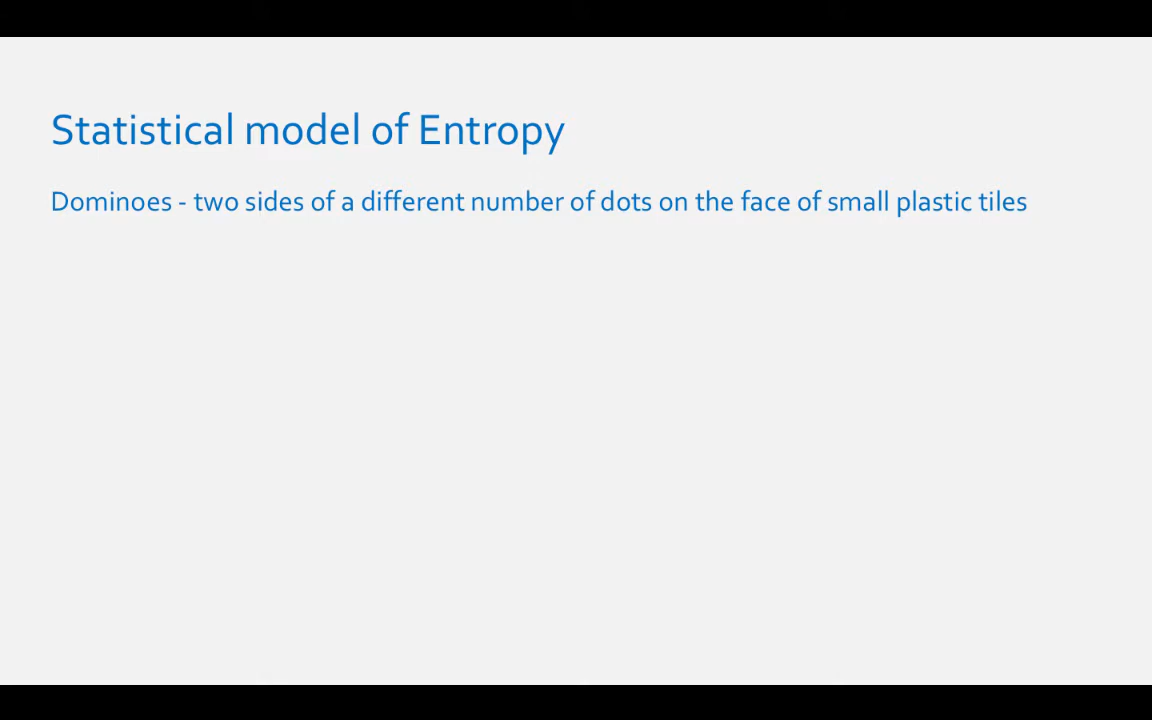 Statistical model of Entropy
Dominoes - two sides of a different number of dots on the face of small plastic tiles